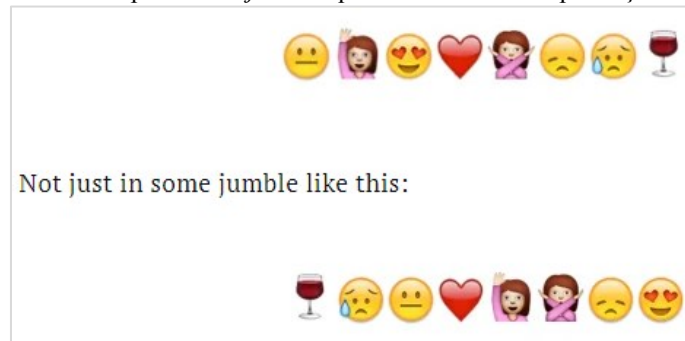 😐🙋😍❤️🙅😞😥🍷
Not just in some jumble like this:
🍷😥😐❤️🙋🙅😞😍